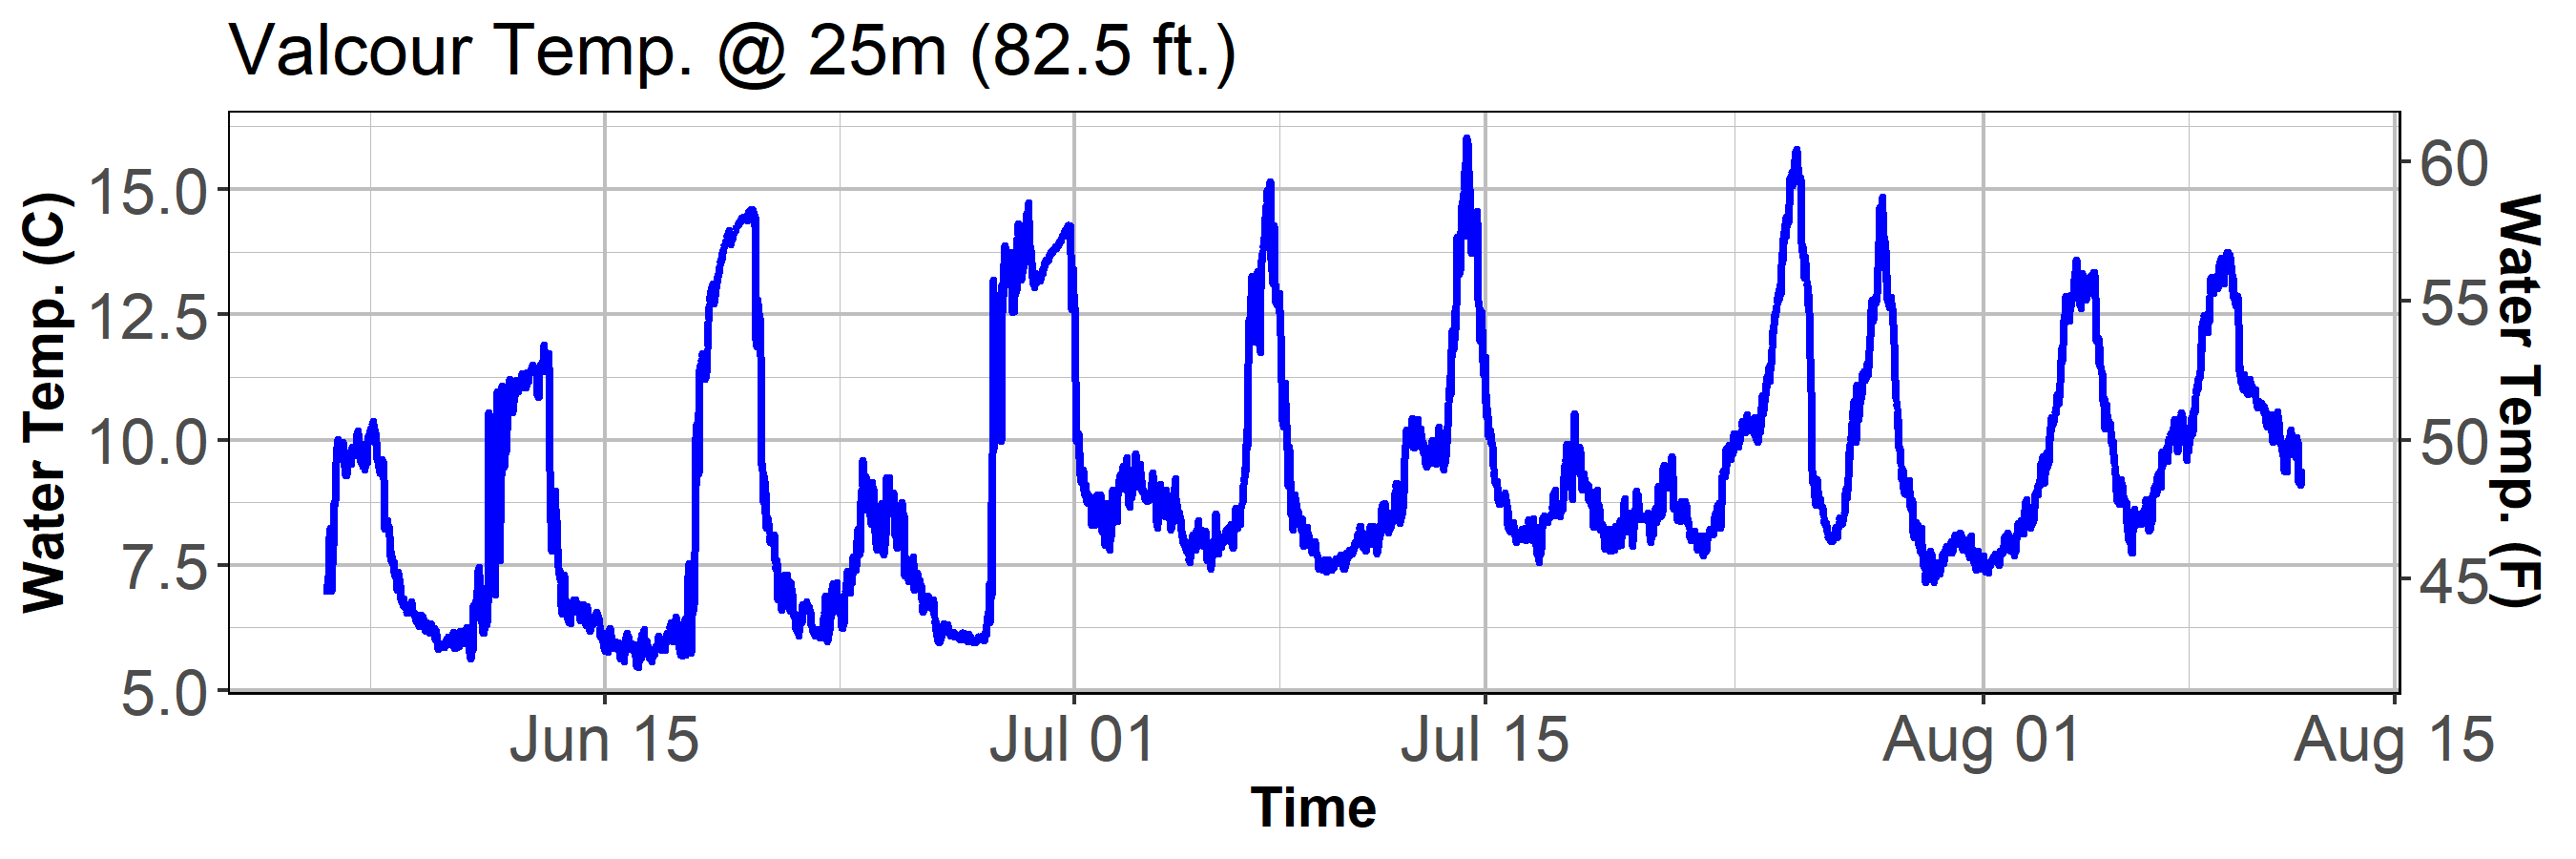 Valcour Temp. @ 25m (82.5 ft.)
Water Temp. (C)
15.0
12.5
10.0
7.5
5.0
60
55
50
45
Water Temp. (F)
Jun 15
Jul 01
Jul 15
Aug 01
Aug 15
Time